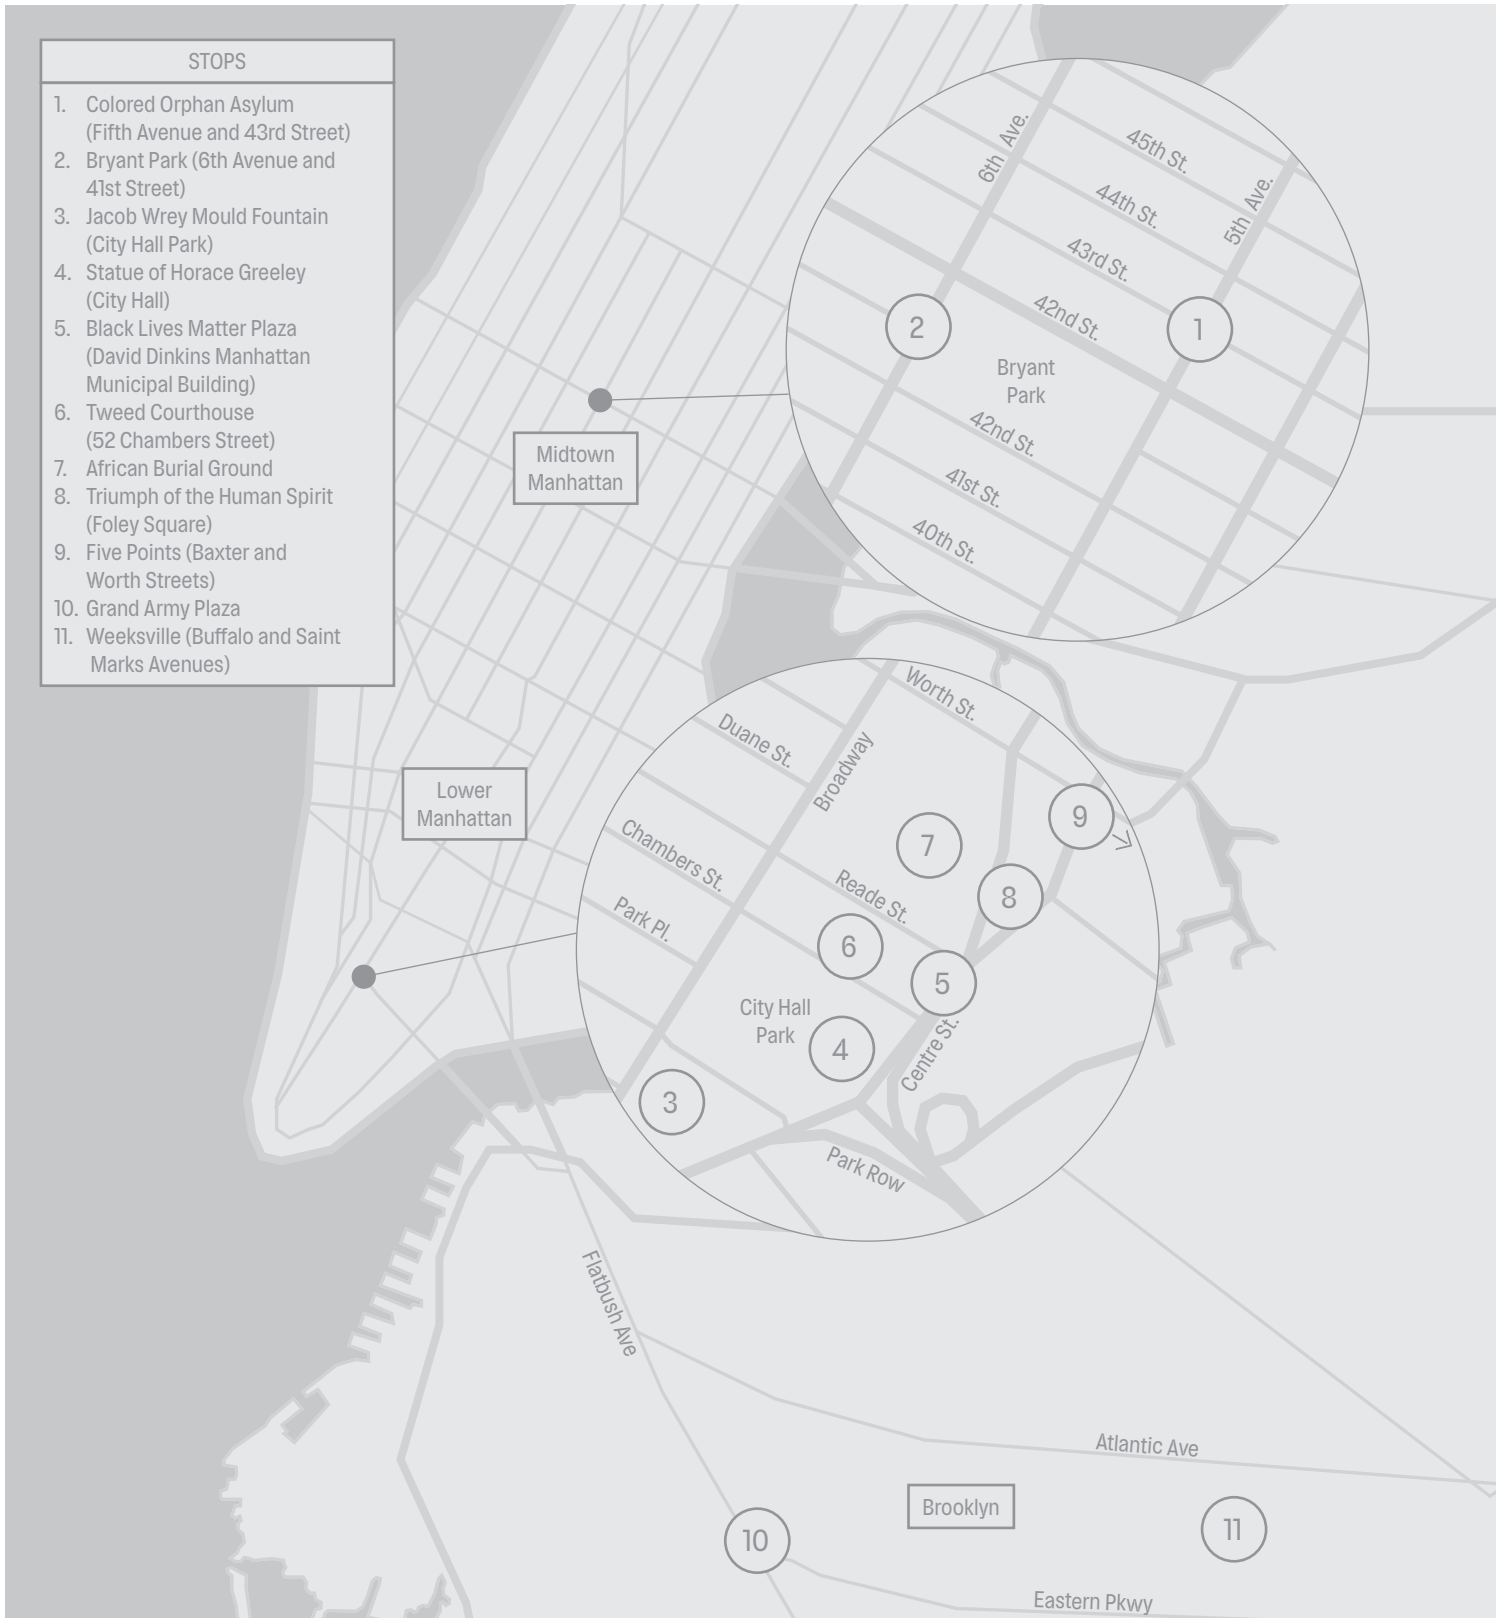 STOPS
1. Colored Orphan Asylum
(Fifth Avenue and 43rd Street)
2. Bryant Park (6th Avenue and
41st Street)
3. Jacob Wrey Mould Fountain
(City Hall Park)
4. Statue of Horace Greeley
(City Hall)
5. Black Lives Matter Plaza
(David Dinkins Manhattan
Municipal Building)
6. Tweed Courthouse
(52 Chambers Street)
7. African Burial Ground
8. Triumph of the Human Spirit
(Foley Square)
9. Five Points (Baxter and
Worth Streets)
10. Grand Army Plaza
11. Weeksville (Buffalo and Saint
Marks Avenues)
6th Ave.
45th St.
5th Ave.
44th St.
43rd St.
42nd St.
2
1
Bryant
Park
42nd St.
41st St.
40th St.
Midtown
Manhattan
Worth St.
Duane St.
Broadway
Lower
Manhattan
9
7
Chambers St.
Reade St.
8
Park Pl.
6
5
City Hall
Park
4
Centre St.
3
Park Row
Flatbush Ave
Atlantic Ave
Brooklyn
10
11
Eastern Pkwy